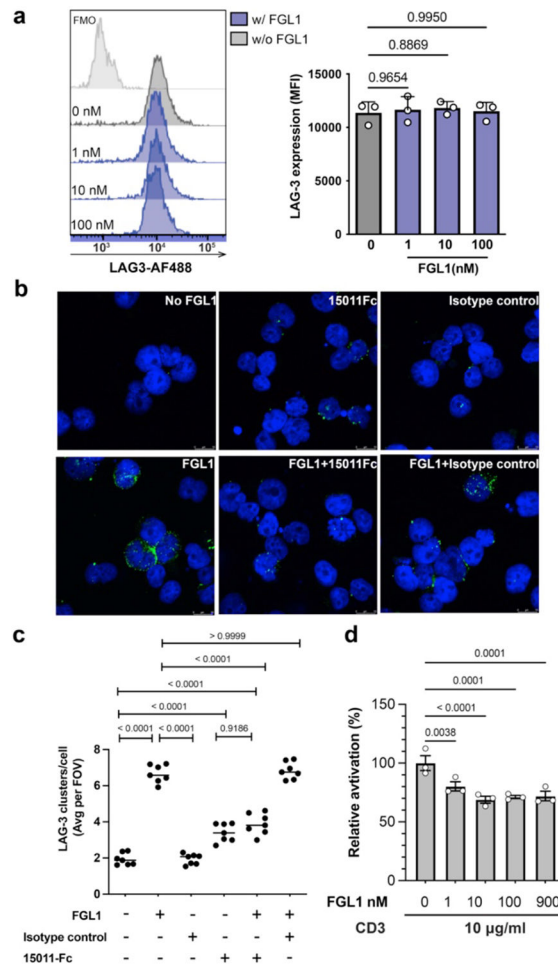 a
FMO
0 nM
1 nM
10 nM
100 nM
10³ 10⁴ 10⁵
LAG3-AF488
w/ FGL1
w/o FGL1
0.9950
0.8869
0.9654
15000
10000
5000
0
LAG-3 expression (MFI)
0 1 10 100
FGL1(nM)
b
No FGL1
15011Fc
Isotype control
FGL1
FGL1+15011Fc
FGL1+Isotype control
c
> 0.9999
< 0.0001
< 0.0001
< 0.0001
< 0.0001 < 0.0001 0.9186
8
6
4
2
0
LAG-3 clusters/cell
(Avg per FOV)
FGL1 - + - - + +
Isotype control - - + - - +
15011-Fc - - - + + -
d
0.0001
0.0001
< 0.0001
0.0038
150
100
50
0
Relative avtivation (%)
FGL1 nM 0 1 10 100 900
CD3 10 µg/ml